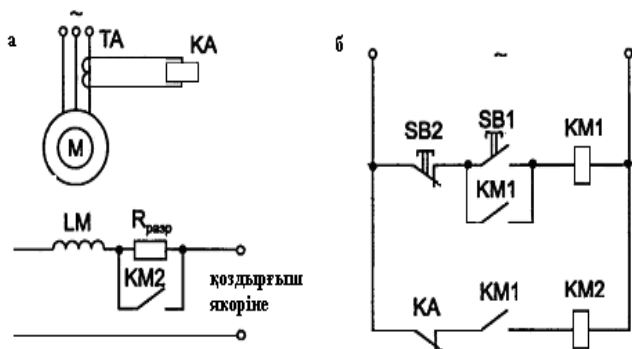 а
~
TA
KA
M
LM
Rразр
KM2
қоздырғыш
якоріне
б
~
SB2
SB1
KM1
KM1
KA
KM1
KM2